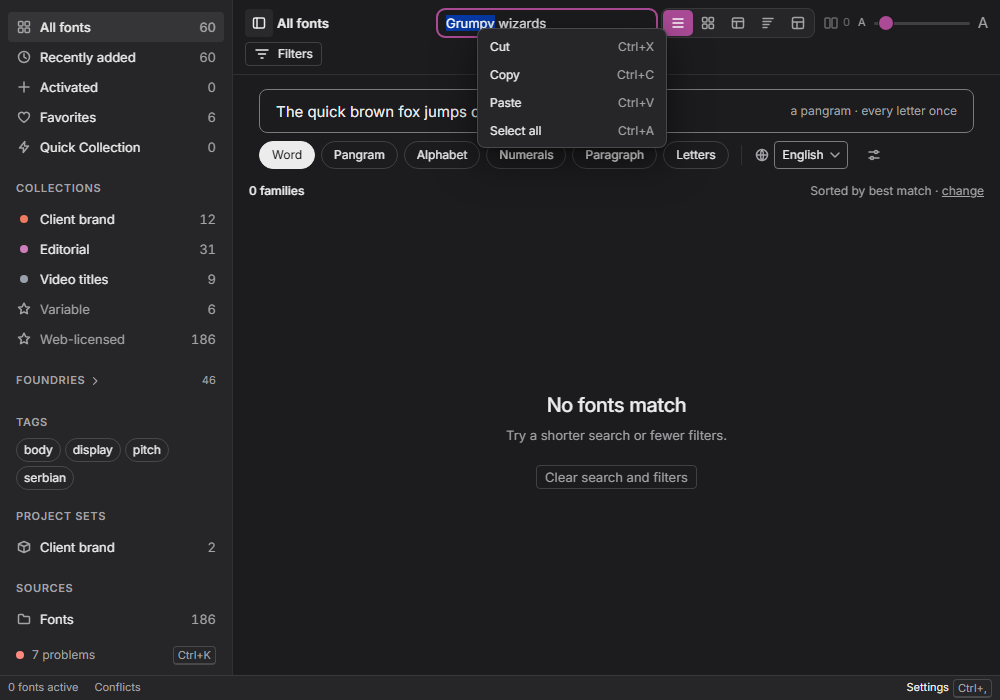 All fonts 60
Recently added 60
Activated 0
Favorites 6
Quick Collection 0
COLLECTIONS
Client brand 12
Editorial 31
Video titles 9
Variable 6
Web-licensed 186
FOUNDRIES 46
TAGS
body display pitch
serbian
PROJECT SETS
Client brand 2
SOURCES
Fonts 186
7 problems Ctrl+K
All fonts Grumpy wizards 0 A A
Filters
Cut Ctrl+X
Copy Ctrl+C
Paste Ctrl+V
Select all Ctrl+A
The quick brown fox jumps a pangram · every letter once
Word Pangram Alphabet Numerals Paragraph Letters English
0 families Sorted by best match · change
No fonts match
Try a shorter search or fewer filters.
Clear search and filters
0 fonts active Conflicts Settings Ctrl+,